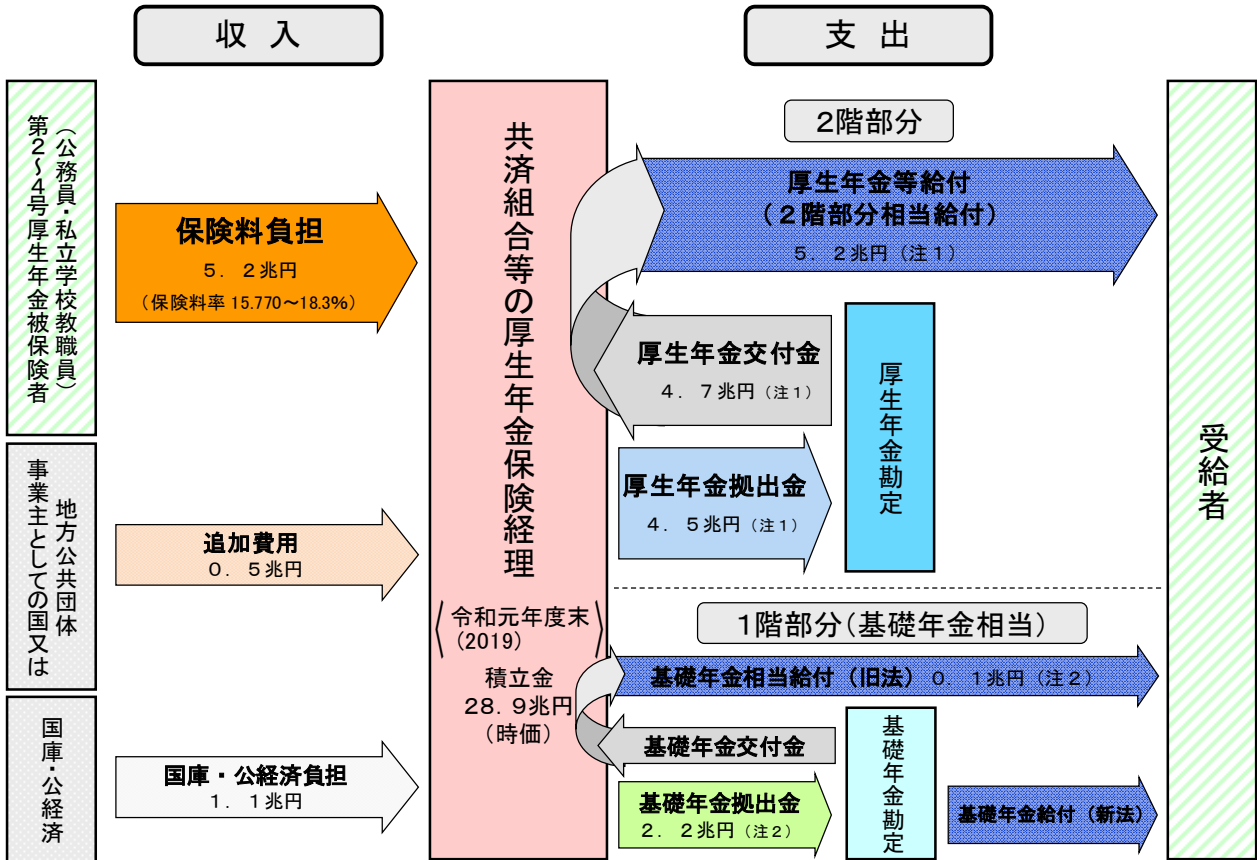 収 入
支 出
第２～４号厚生年金被保険者
（公務員・私立学校教職員）
保険料負担
５．２兆円
（保険料率 15.770～18.3%）
事業主としての国又は
地方公共団体
追加費用
０．５兆円
国庫・公経済
国庫・公経済負担
１．１兆円
共済組合等の厚生年金保険経理
令和元年度末
(2019)
積立金
28.9兆円
（時価）
2階部分
厚生年金等給付
（２階部分相当給付）
５．２兆円（注１）
厚生年金交付金
４．７兆円（注１）
厚生年金拠出金
４．５兆円（注１）
厚生年金勘定
1階部分（基礎年金相当）
基礎年金相当給付（旧法）０．１兆円（注２）
基礎年金交付金
基礎年金拠出金
２．２兆円（注２）
基礎年金勘定
基礎年金給付（新法）
受給者